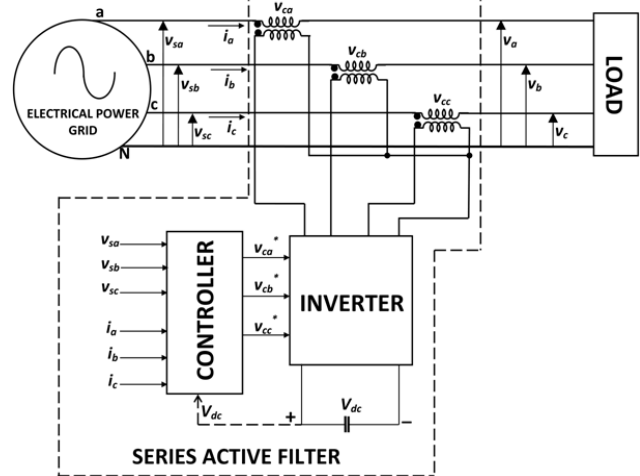 a
v_ca
v_sa
i_a
v_a
b
v_cb
v_sb
i_b
v_b
LOAD
ELECTRICAL POWER
GRID
c
v_cc
v_sc
i_c
v_c
N
v_sa
v_sb
v_sc
i_a
i_b
i_c
CONTROLLER
v_ca*
v_cb*
v_cc*
INVERTER
V_dc
+
V_dc
−
SERIES ACTIVE FILTER